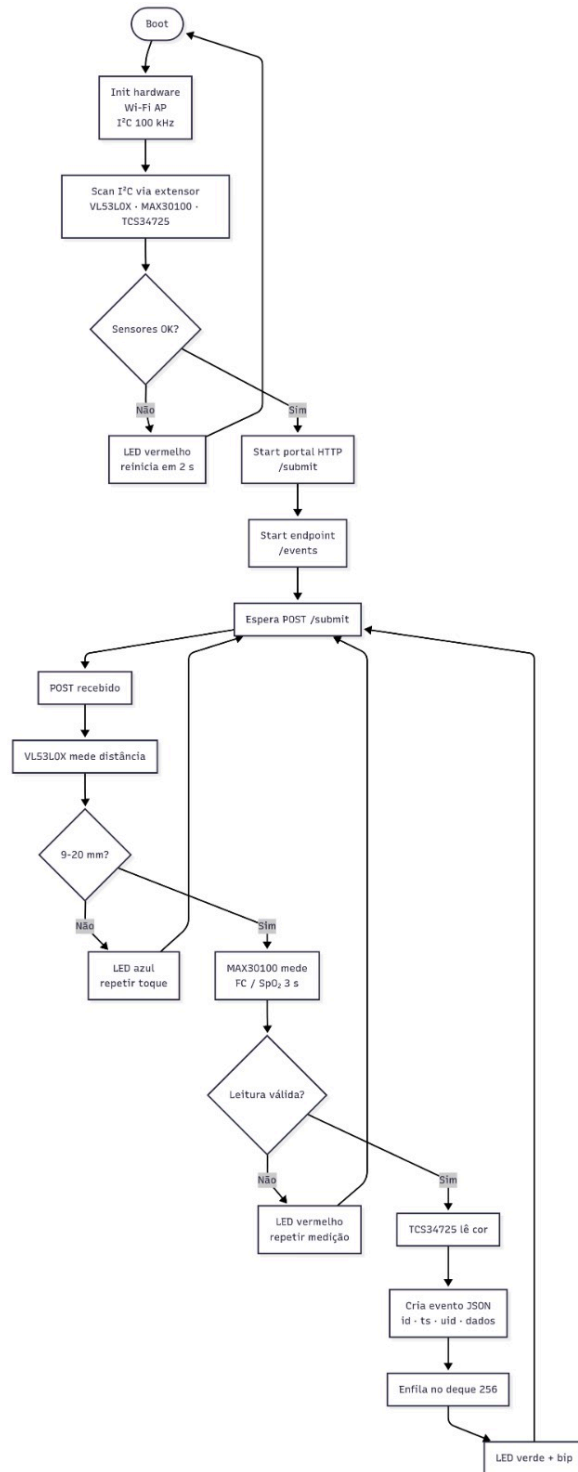 Boot
Init hardware
Wi-Fi AP
I²C 100 kHz
Scan I²C via extensor
VL53L0X · MAX30100 ·
TCS34725
Sensores OK?
Não
Sim
LED vermelho
reinicia em 2 s
Start portal HTTP
/submit
Start endpoint
/events
Espera POST /submit
POST recebido
VL53L0X mede distância
9-20 mm?
Não
Sim
LED azul
repetir toque
MAX30100 mede
FC / SpO₂ 3 s
Leitura válida?
Não
Sim
LED vermelho
repetir medição
TCS34725 lê cor
Cria evento JSON
id · ts · uid · dados
Enfila no deque 256
LED verde + bip